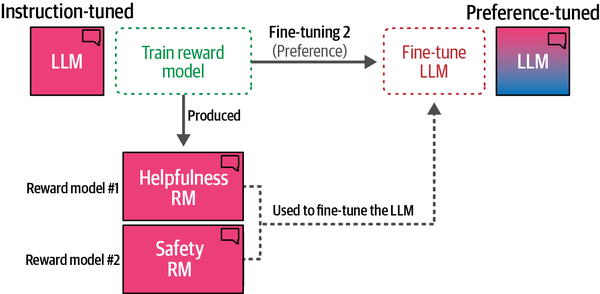 Instruction-tuned
Preference-tuned
LLM
Train reward
model
Fine-tuning 2
(Preference)
Fine-tune
LLM
LLM
Produced
Reward model #1
Helpfulness
RM
Used to fine-tune the LLM
Reward model #2
Safety
RM